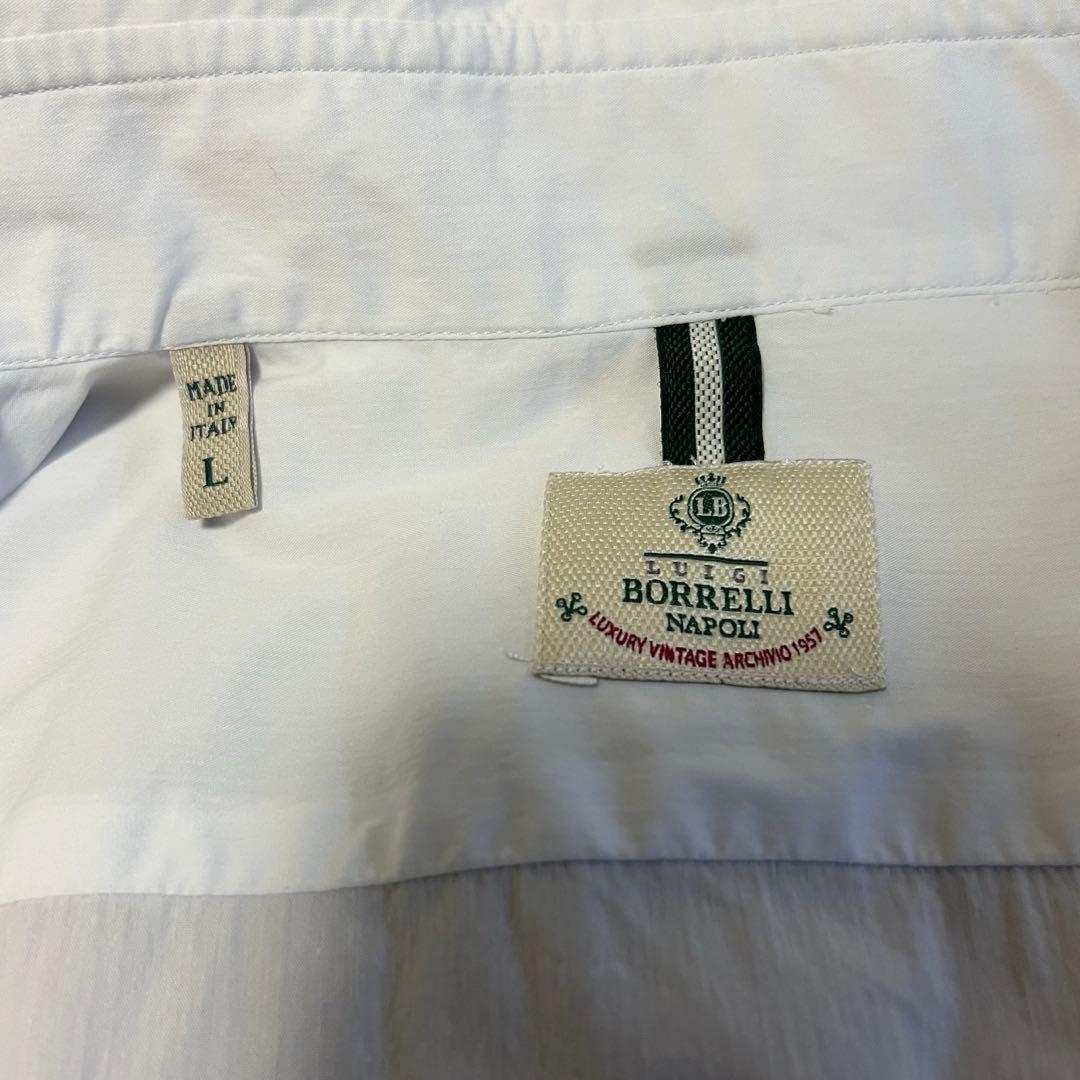 MADE
IN
ITALY
L
LB
LUIGI
BORRELLI
NAPOLI
LUXURY VINTAGE ARCHIVIO 1957